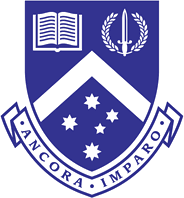 · ANCORA · IMPARO ·